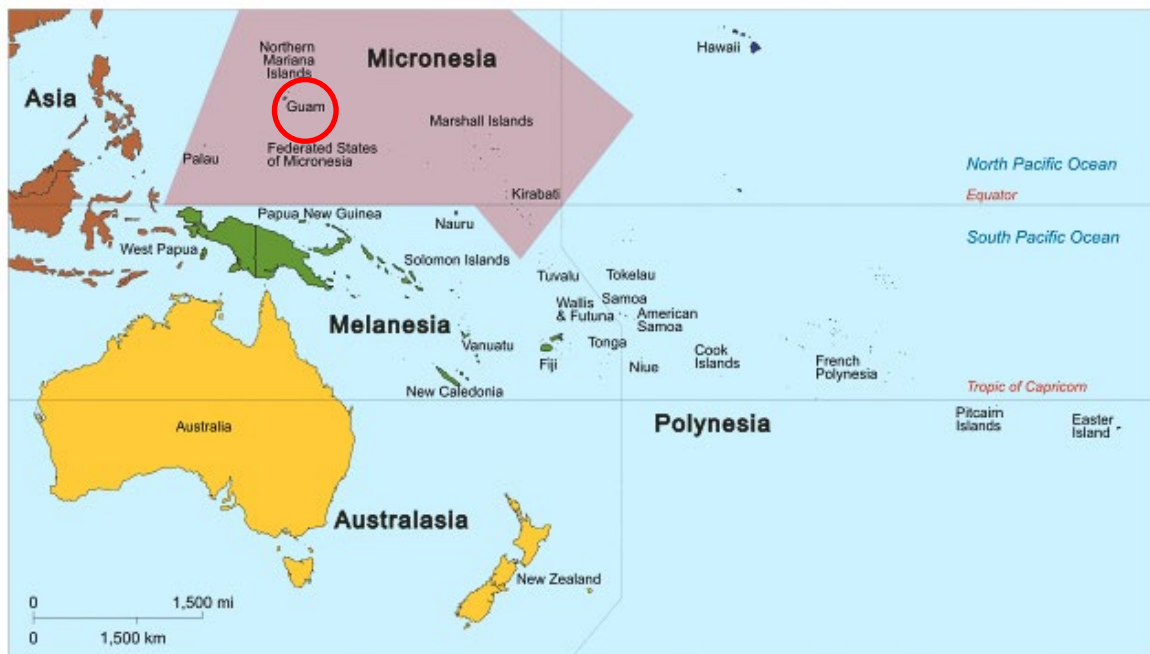 Northern
Mariana
Islands
Micronesia
Hawaii
Asia
Guam
Marshall Islands
Federated States
of Micronesia
Palau
North Pacific Ocean
Kirabati
Equator
Papua New Guinea
Nauru
West Papua
South Pacific Ocean
Solomon Islands
Tuvalu
Tokelau
Wallis
& Futuna
Samoa
American
Samoa
Melanesia
Vanuatu
Tonga
Fiji
Niue
Cook
Islands
French
Polynesia
New Caledonia
Tropic of Capricorn
Polynesia
Pitcairn
Islands
Easter
Island
Australia
Australasia
New Zealand
0 1,500 mi
0 1,500 km